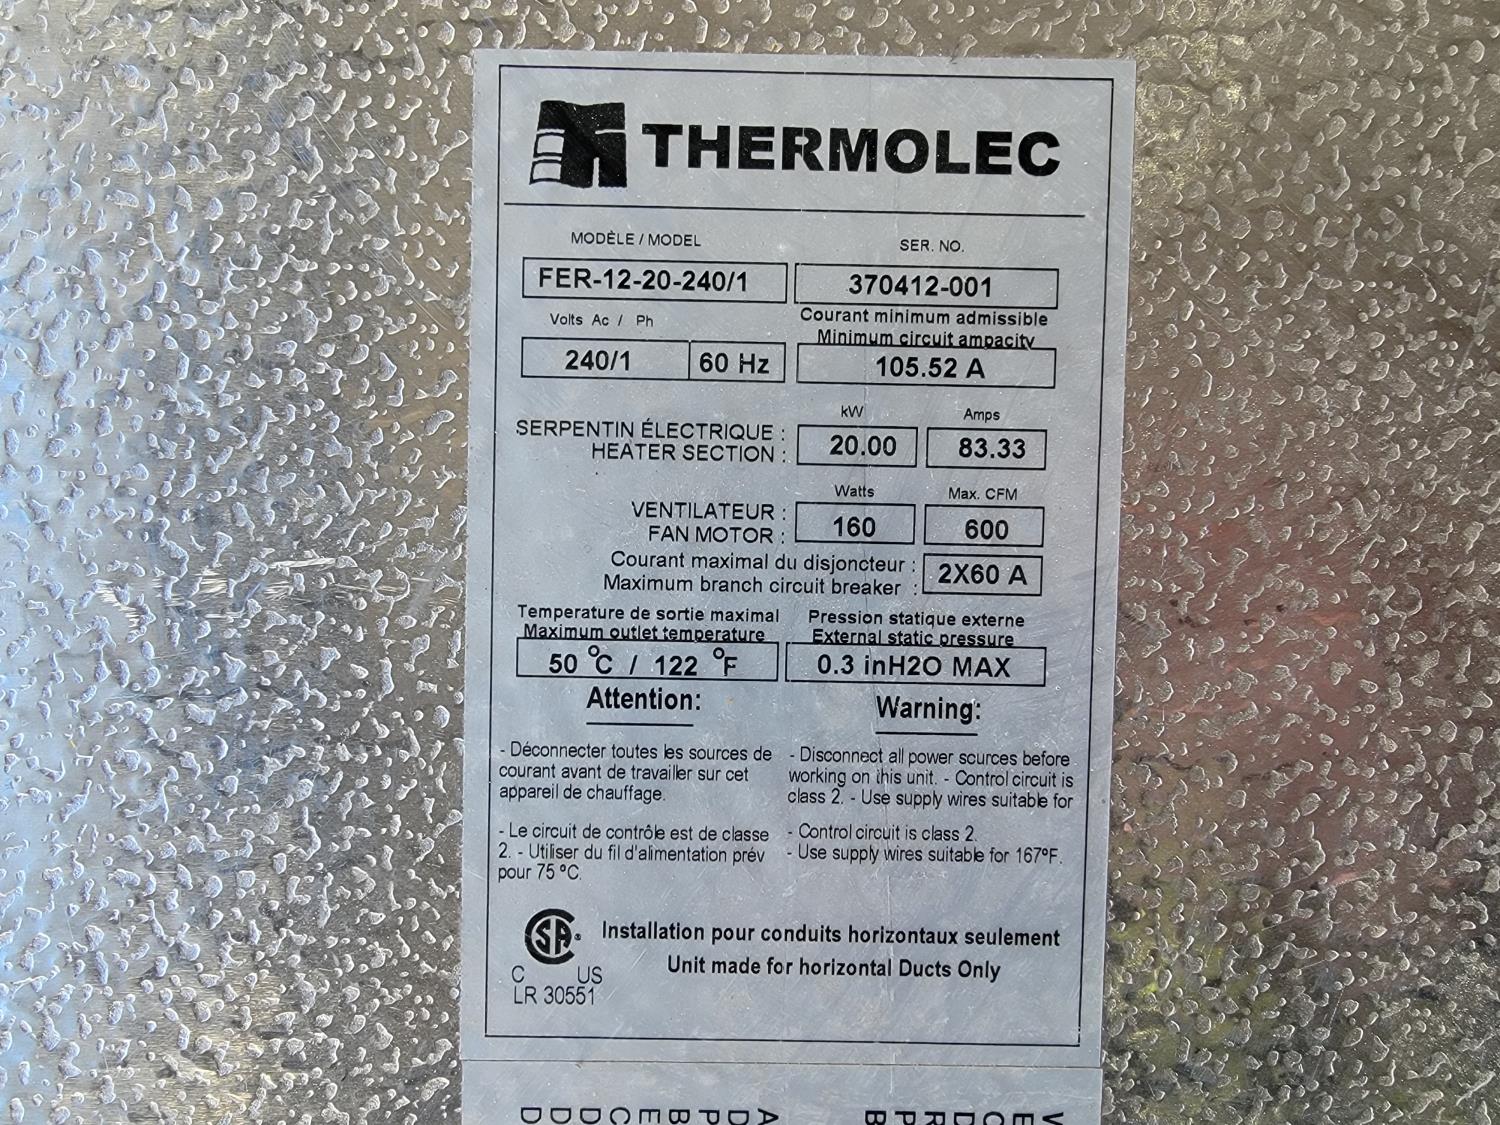 THERMOLEC
MODÈLE / MODEL
SER. NO.
FER-12-20-240/1
370412-001
Volts Ac / Ph
Courant minimum admissible
Minimum circuit ampacity
240/1
60 Hz
105.52 A
kW
Amps
SERPENTIN ÉLECTRIQUE :
HEATER SECTION :
20.00
83.33
Watts
Max. CFM
VENTILATEUR :
FAN MOTOR :
160
600
Courant maximal du disjoncteur :
Maximum branch circuit breaker :
2X60 A
Temperature de sortie maximal
Maximum outlet temperature
Pression statique externe
External static pressure
50 °C / 122 °F
0.3 inH2O MAX
Attention:
Warning:
- Déconnecter toutes les sources de
courant avant de travailler sur cet
appareil de chauffage.
- Disconnect all power sources before
working on this unit. - Control circuit is
class 2. - Use supply wires suitable for
- Le circuit de contrôle est de classe
2. - Utiliser du fil d'alimentation prév
pour 75 °C.
- Control circuit is class 2.
- Use supply wires suitable for 167°F.
SA®
C US
LR 30551
Installation pour conduits horizontaux seulement
Unit made for horizontal Ducts Only